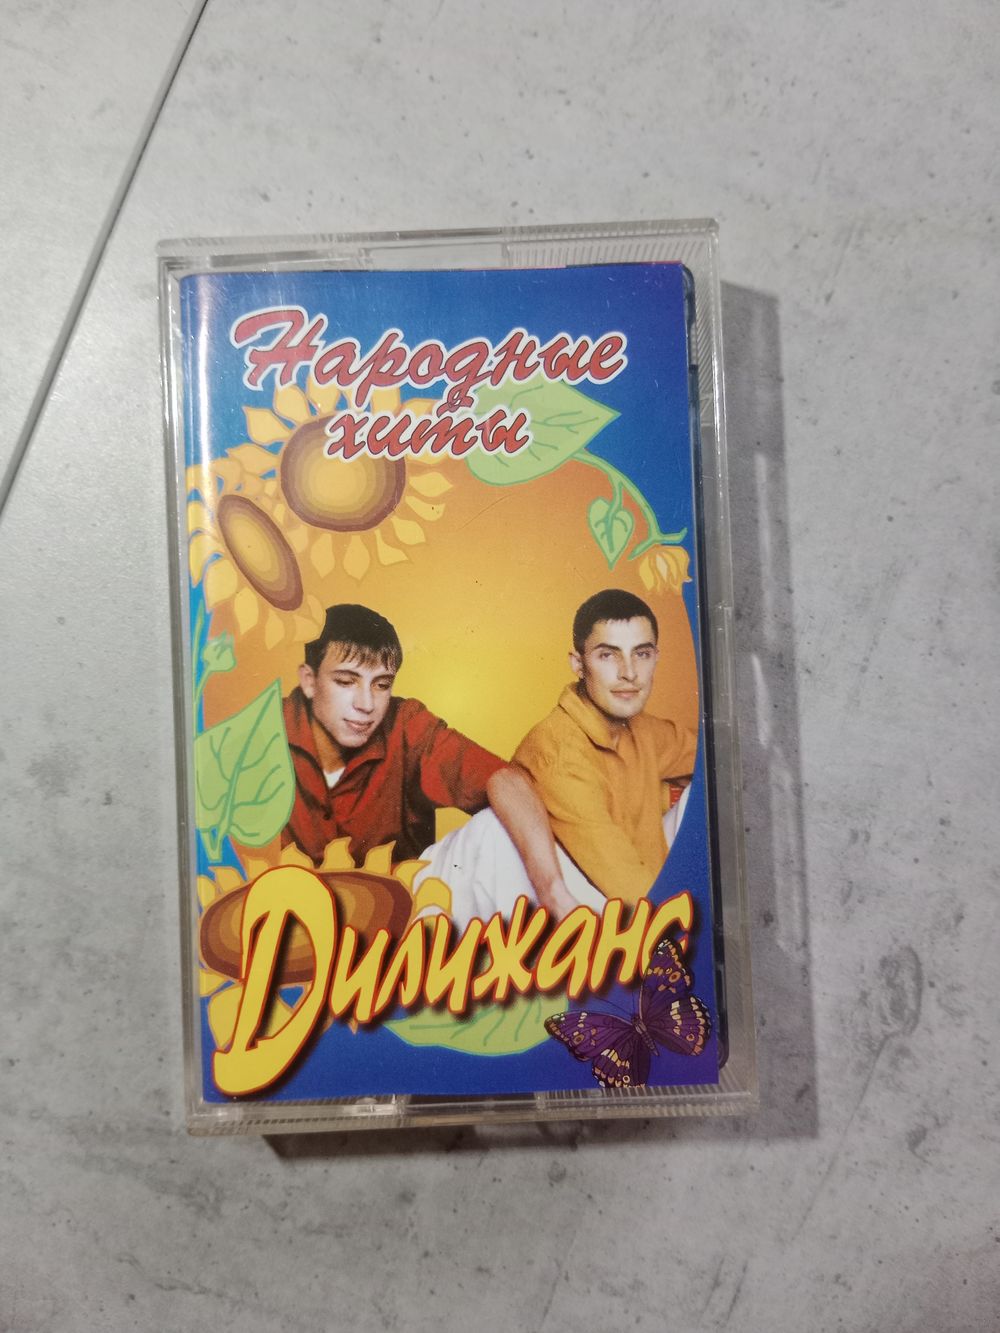 Народные
хиты
Дилижанс